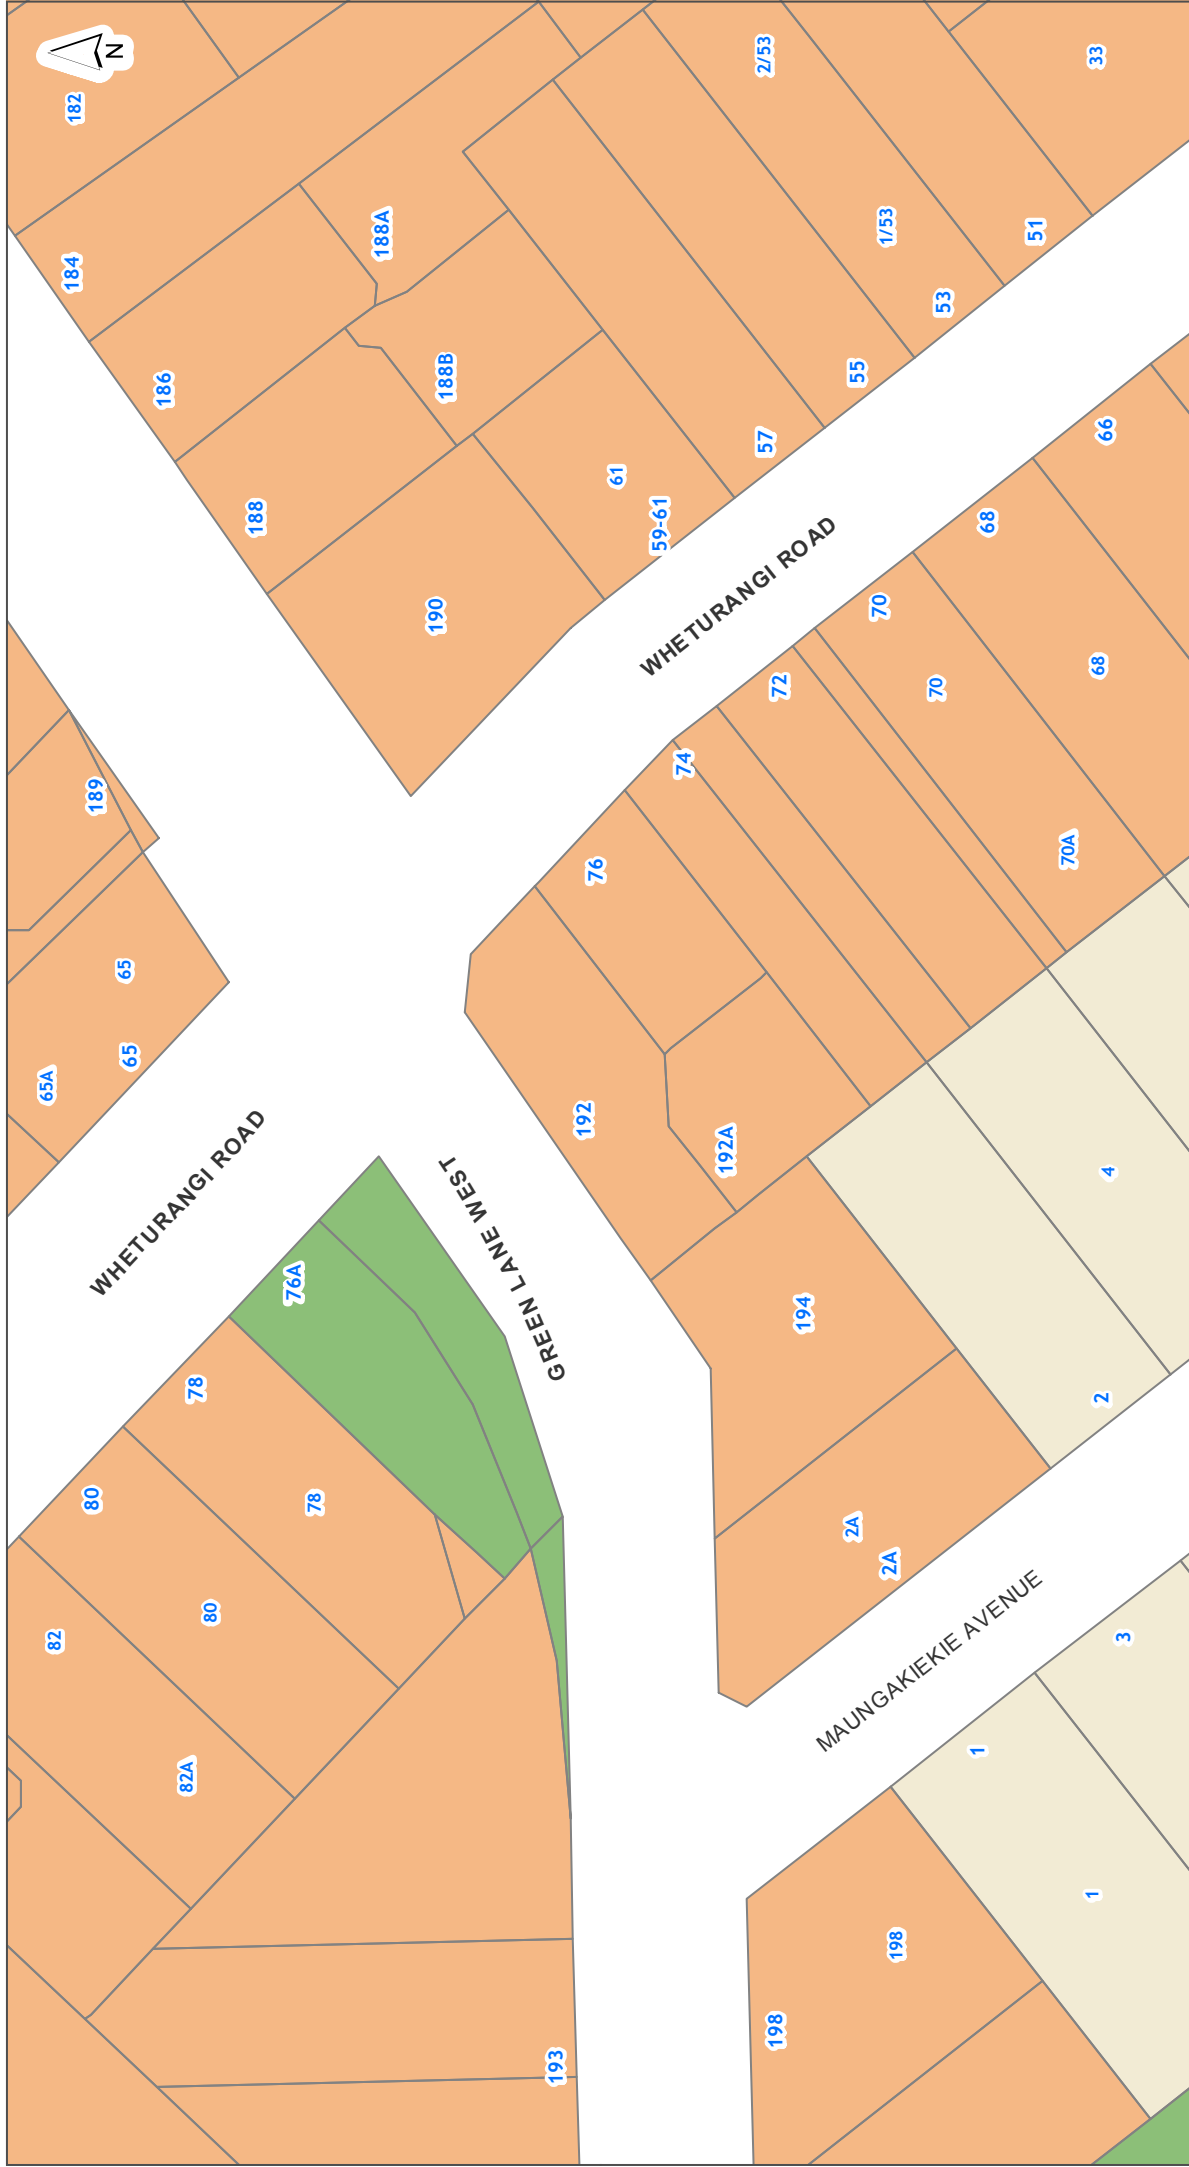 N
182
184
186
188
188A
188B
190
2/53
33
1/53
51
53
55
57
61
59-61
WHETURANGI ROAD
66
68
68
70
70
70A
72
74
76
189
65
65
65A
192
192A
WHETURANGI ROAD
GREEN LANE WEST
76A
78
78
80
80
82
82A
194
2A
2A
4
2
MAUNGAKIEKIE AVENUE
3
1
1
198
198
193